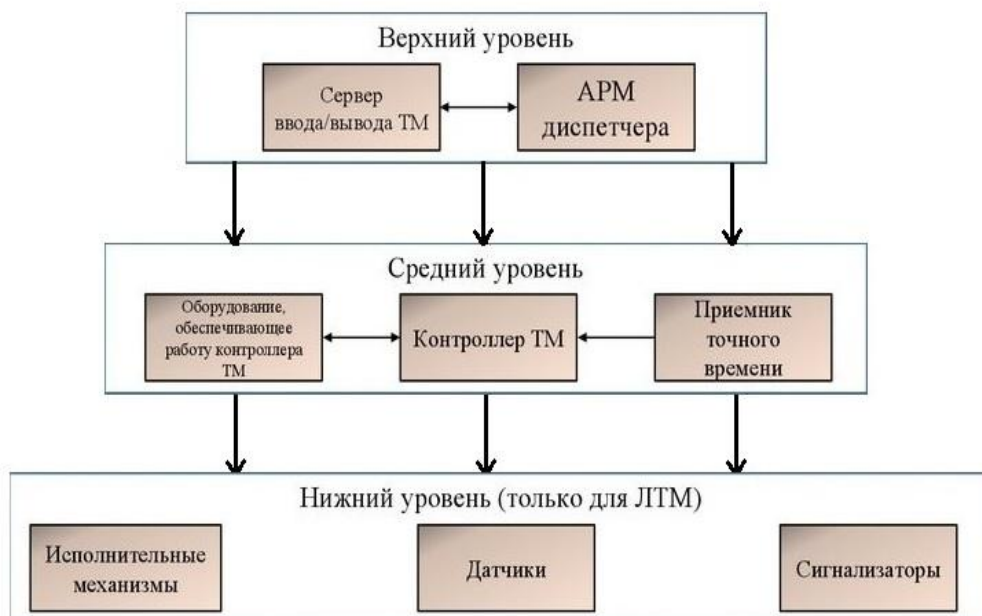 Верхний уровень
Сервер
ввода/вывода ТМ
АРМ
диспетчера
Средний уровень
Оборудование,
обеспечивающее
работу контроллера
ТМ
Контроллер ТМ
Приемник
точного
времени
Нижний уровень (только для ЛТМ)
Исполнительные
механизмы
Датчики
Сигнализаторы